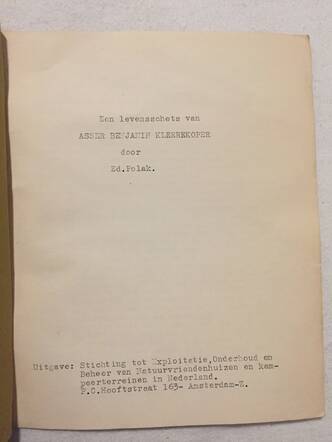 Een levensschets van
ASSER BENJAMIN KLEEREKOPER
door
Ed.Polak.
Uitgave: Stichting tot Exploitatie,Onderhoud en
Beheer van Natuurvriendenhuizen en kam-
peerterreinen in Nederland.
P.C.Hooftstraat 163- Amsterdam-Z.